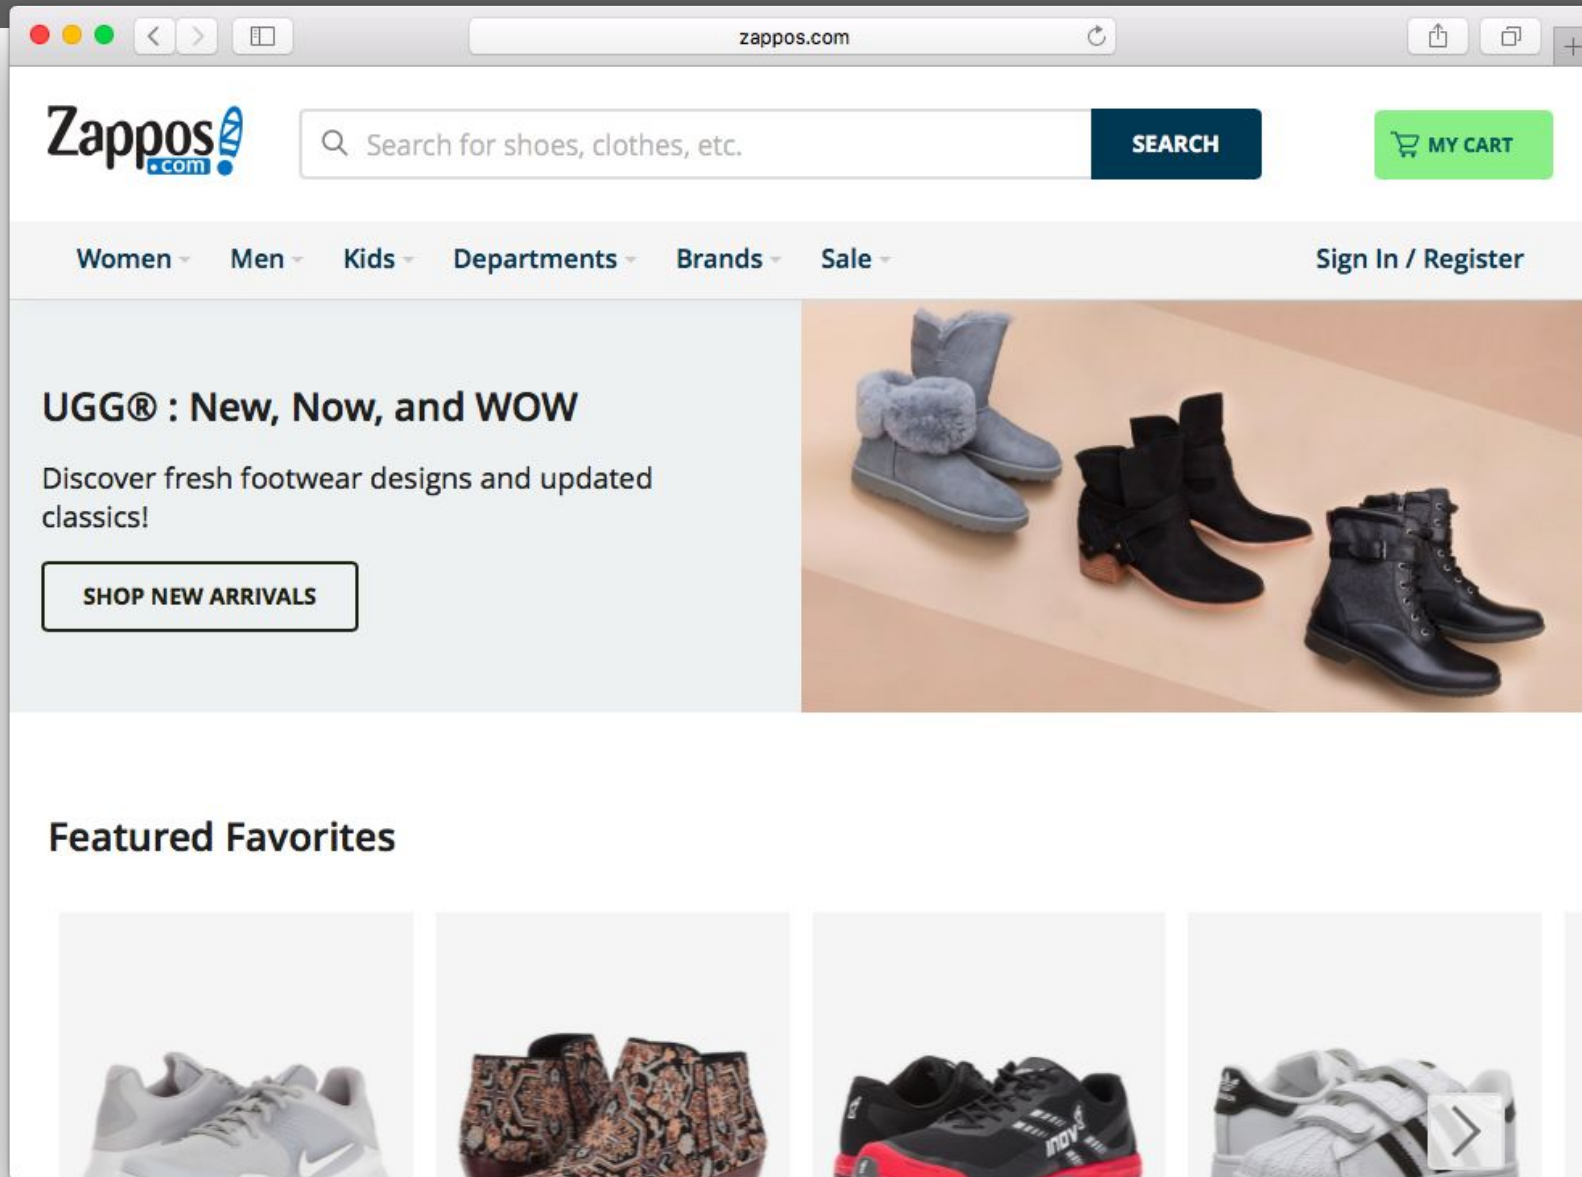 zappos.com
Zappos
.com
Search for shoes, clothes, etc.
SEARCH
MY CART
Women
Men
Kids
Departments
Brands
Sale
Sign In / Register
UGG® : New, Now, and WOW
Discover fresh footwear designs and updated
classics!
SHOP NEW ARRIVALS
Featured Favorites
INOV